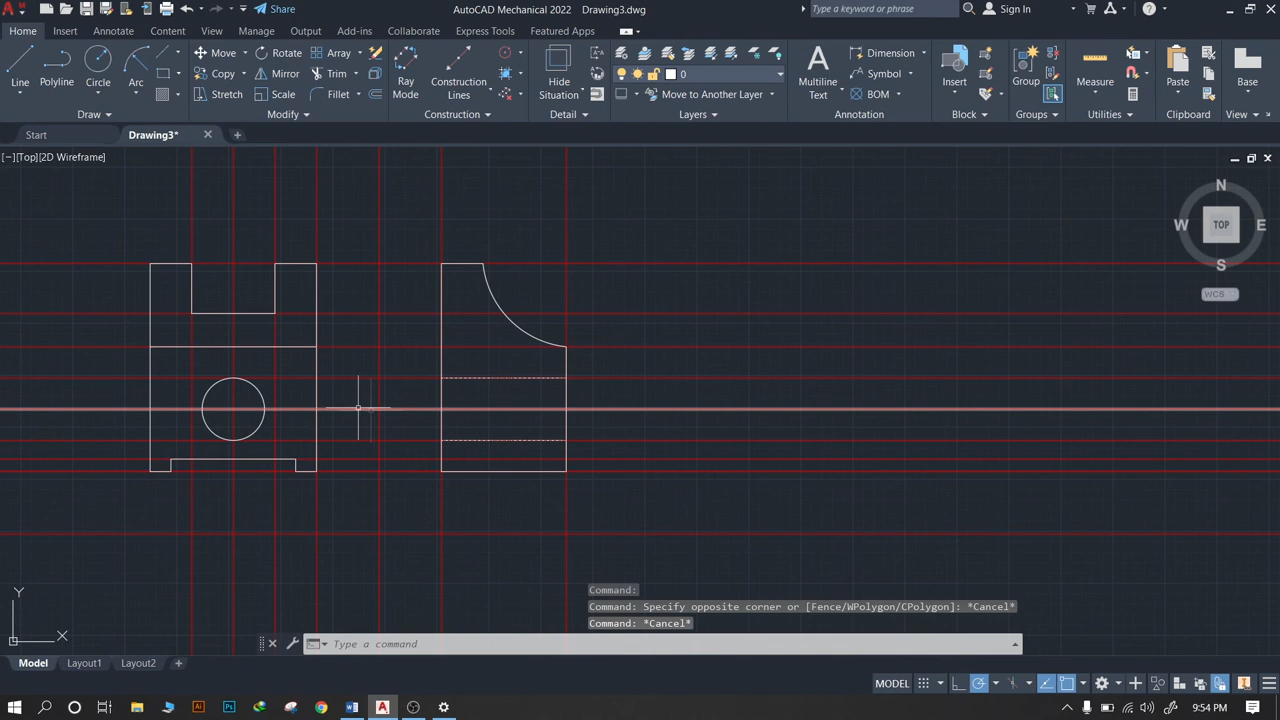 Share
AutoCAD Mechanical 2022 Drawing3.dwg
Type a keyword or phrase
Sign In
Home Insert Annotate Content View Manage Output Add-ins Collaborate Express Tools Featured Apps
Line Polyline Circle Arc
Move Rotate Array
Copy Mirror Trim
Stretch Scale Fillet
Ray Mode
Construction Lines
Hide Situation
0
Move to Another Layer
Multiline Text
Dimension
Symbol
BOM
Insert
Group
Measure
Paste
Base
Draw Modify Construction Detail Layers Annotation Block Groups Utilities Clipboard View
Start Drawing3*
[−][Top][2D Wireframe]
N
W TOP E
S
WCS
Y
X
Command:
Command: Specify opposite corner or [Fence/WPolygon/CPolygon]: *Cancel*
Command: *Cancel*
Type a command
Model Layout1 Layout2
MODEL
Ai Ps W A
9:54 PM